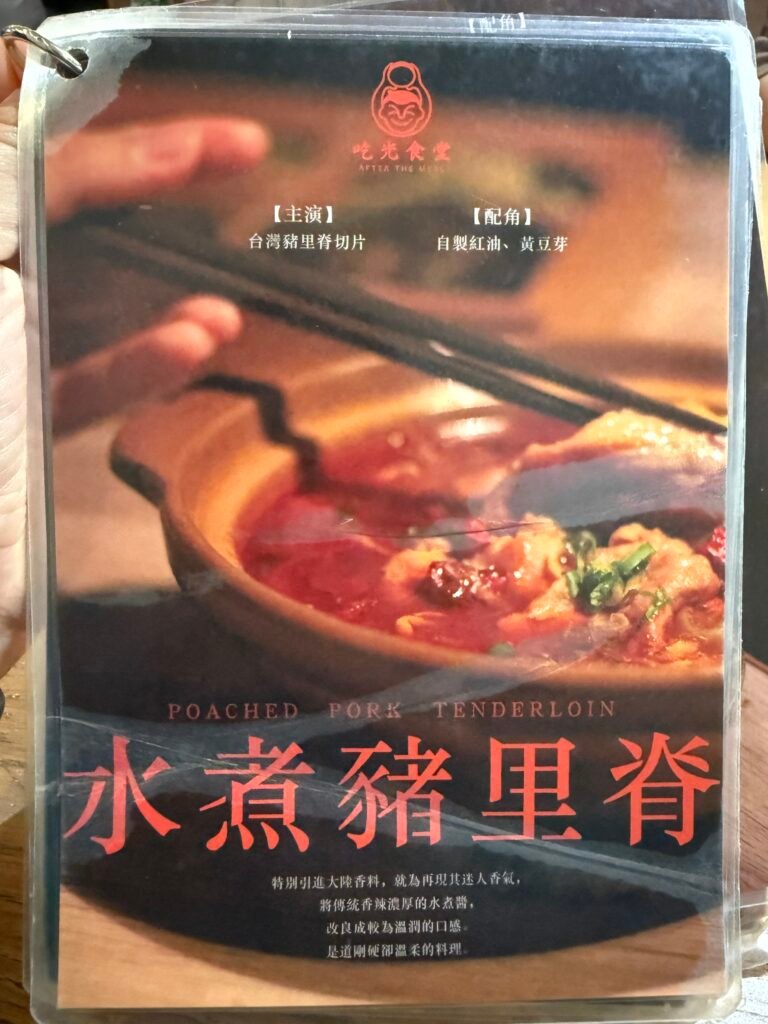 【配角】
吃光食堂
AFTER THE MEAL
【主演】
【配角】
台灣豬里脊切片
自製紅油、黃豆芽
POACHED PORK TENDERLOIN
水煮豬里脊
特別引進大陸香料，就為再現其迷人香氣，
將傳統香辣濃厚的水煮醬，
改良成較為溫潤的口感。
是道剛硬卻溫柔的料理。